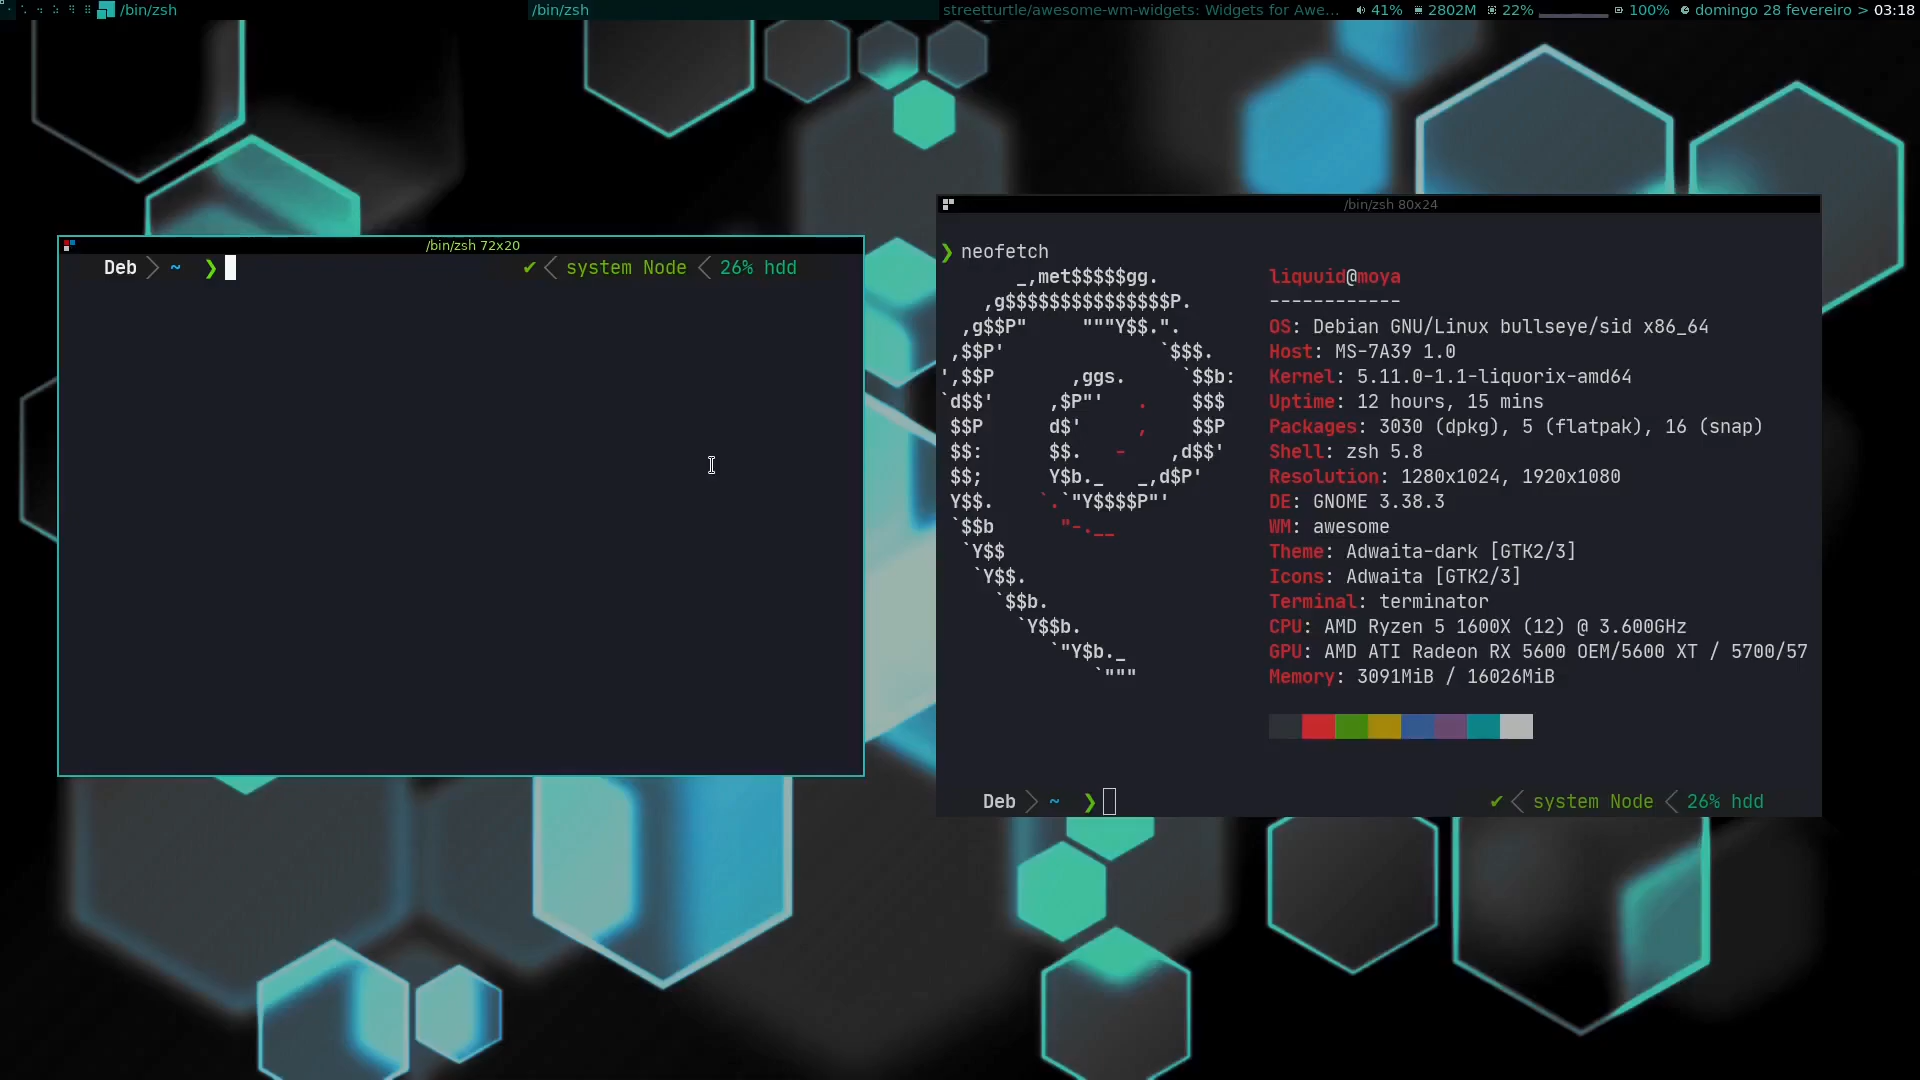 /bin/zsh /bin/zsh streetturtle/awesome-wm-widgets: Widgets for Awe... 41% 2802M 22% 100% domingo 28 fevereiro > 03:18
/bin/zsh 72x20
Deb ~ ❯ ✔ system Node 26% hdd
/bin/zsh 80x24
❯ neofetch
_,met$$$$$gg. liquuid@moya
,g$$$$$$$$$$$$$$$P. ------------
,g$$P" """Y$$.". OS: Debian GNU/Linux bullseye/sid x86_64
,$$P' `$$$. Host: MS-7A39 1.0
',$$P ,ggs. `$$b: Kernel: 5.11.0-1.1-liquorix-amd64
`d$$' ,$P"' . $$$ Uptime: 12 hours, 15 mins
$$P d$' , $$P Packages: 3030 (dpkg), 5 (flatpak), 16 (snap)
$$: $$. - ,d$$' Shell: zsh 5.8
$$; Y$b._ _,d$P' Resolution: 1280x1024, 1920x1080
Y$$. `.`"Y$$$$P"' DE: GNOME 3.38.3
`$$b "-.__ WM: awesome
`Y$$ Theme: Adwaita-dark [GTK2/3]
`Y$$. Icons: Adwaita [GTK2/3]
`$$b. Terminal: terminator
`Y$$b. CPU: AMD Ryzen 5 1600X (12) @ 3.600GHz
`"Y$b._ GPU: AMD ATI Radeon RX 5600 OEM/5600 XT / 5700/57
`""" Memory: 3091MiB / 16026MiB
Deb ~ ❯ ✔ system Node 26% hdd